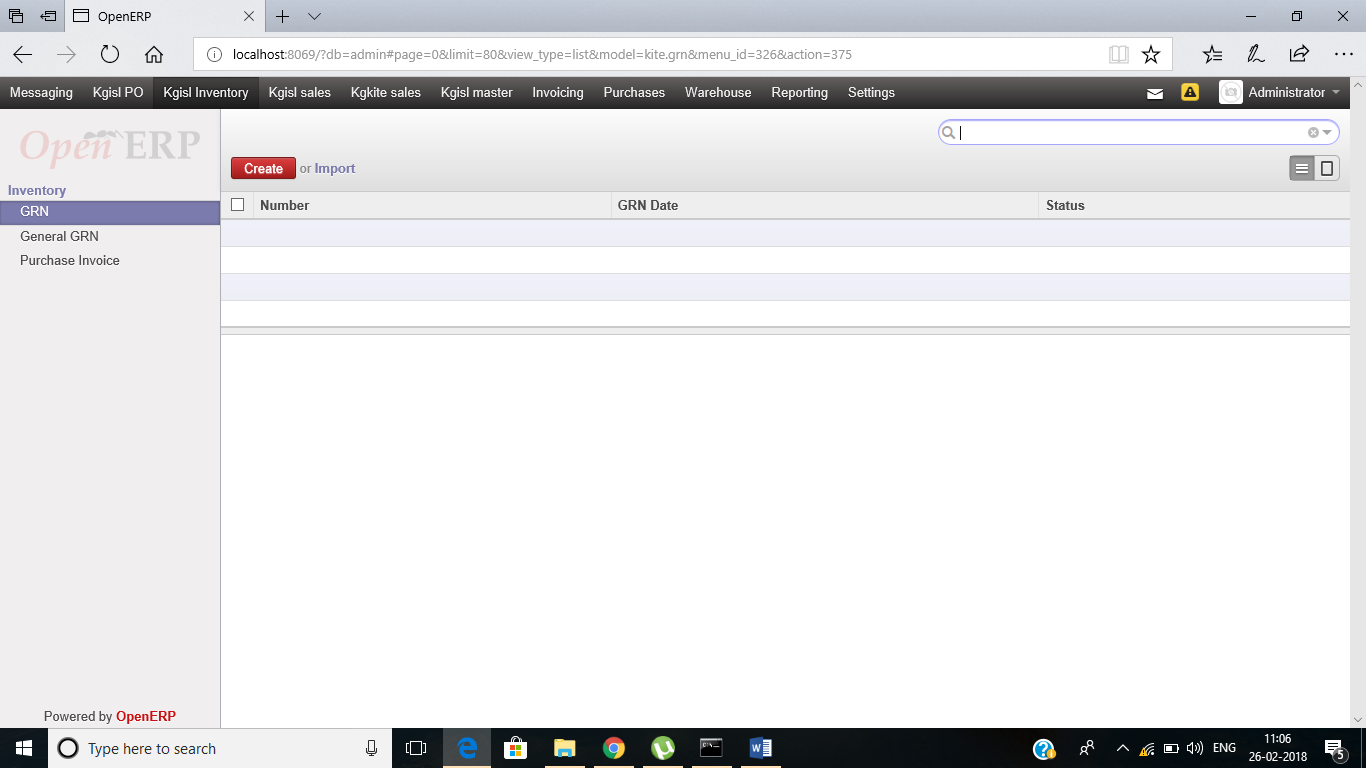 OpenERP
localhost:8069/?db=admin#page=0&limit=80&view_type=list&model=kite.grn&menu_id=326&action=375
Messaging Kgisl PO Kgisl Inventory Kgisl sales Kgkite sales Kgisl master Invoicing Purchases Warehouse Reporting Settings Administrator
Open ERP
Create or Import
Inventory
GRN
General GRN
Purchase Invoice
Number GRN Date Status
Powered by OpenERP
Type here to search
ENG
11:06
26-02-2018
5